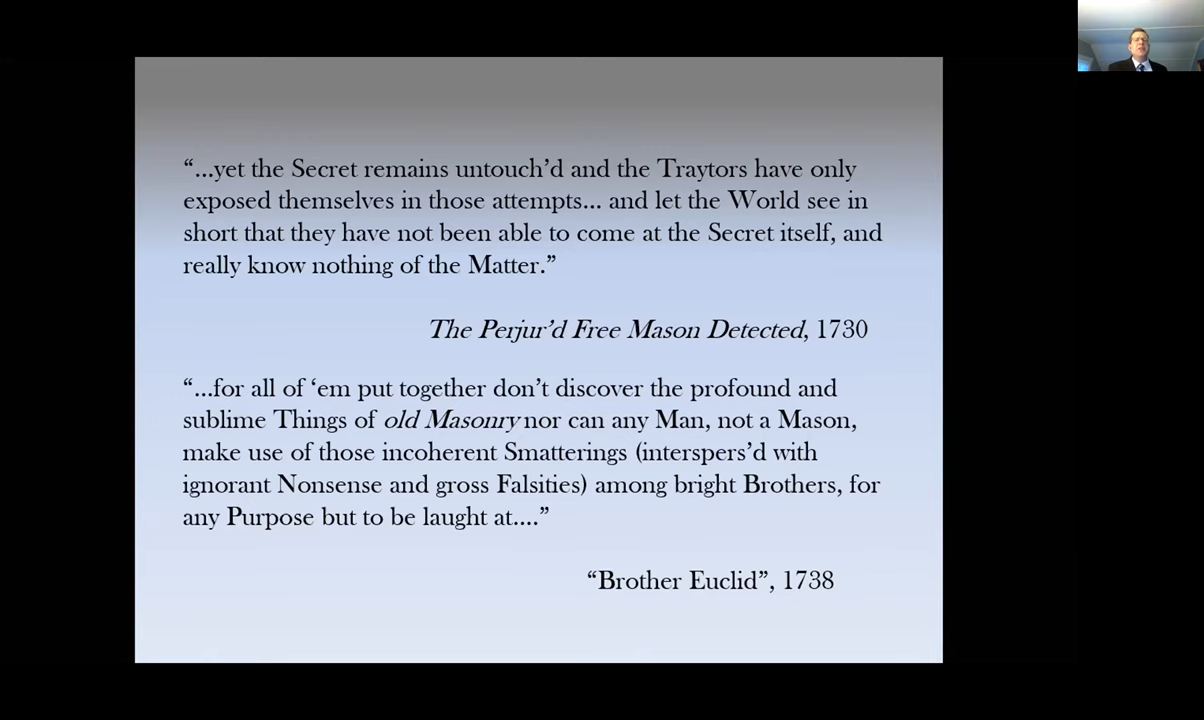 “...yet the Secret remains untouch’d and the Traytors have only
exposed themselves in those attempts... and let the World see in
short that they have not been able to come at the Secret itself, and
really know nothing of the Matter.”
The Perjur’d Free Mason Detected, 1730
“...for all of ‘em put together don’t discover the profound and
sublime Things of old Masonry nor can any Man, not a Mason,
make use of those incoherent Smatterings (interspers’d with
ignorant Nonsense and gross Falsities) among bright Brothers, for
any Purpose but to be laught at....”
“Brother Euclid”, 1738